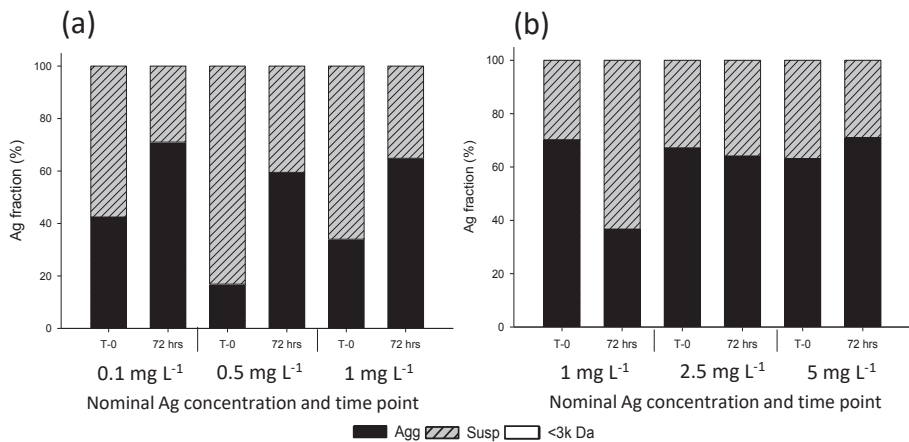 (a)
100
80
60
40
20
0
Ag fraction (%)
T-0 72 hrs T-0 72 hrs T-0 72 hrs
0.1 mg L⁻¹ 0.5 mg L⁻¹ 1 mg L⁻¹
Nominal Ag concentration and time point
(b)
100
80
60
40
20
0
Ag fraction (%)
T-0 72 hrs T-0 72 hrs T-0 72 hrs
1 mg L⁻¹ 2.5 mg L⁻¹ 5 mg L⁻¹
Nominal Ag concentration and time point
Agg Susp <3k Da